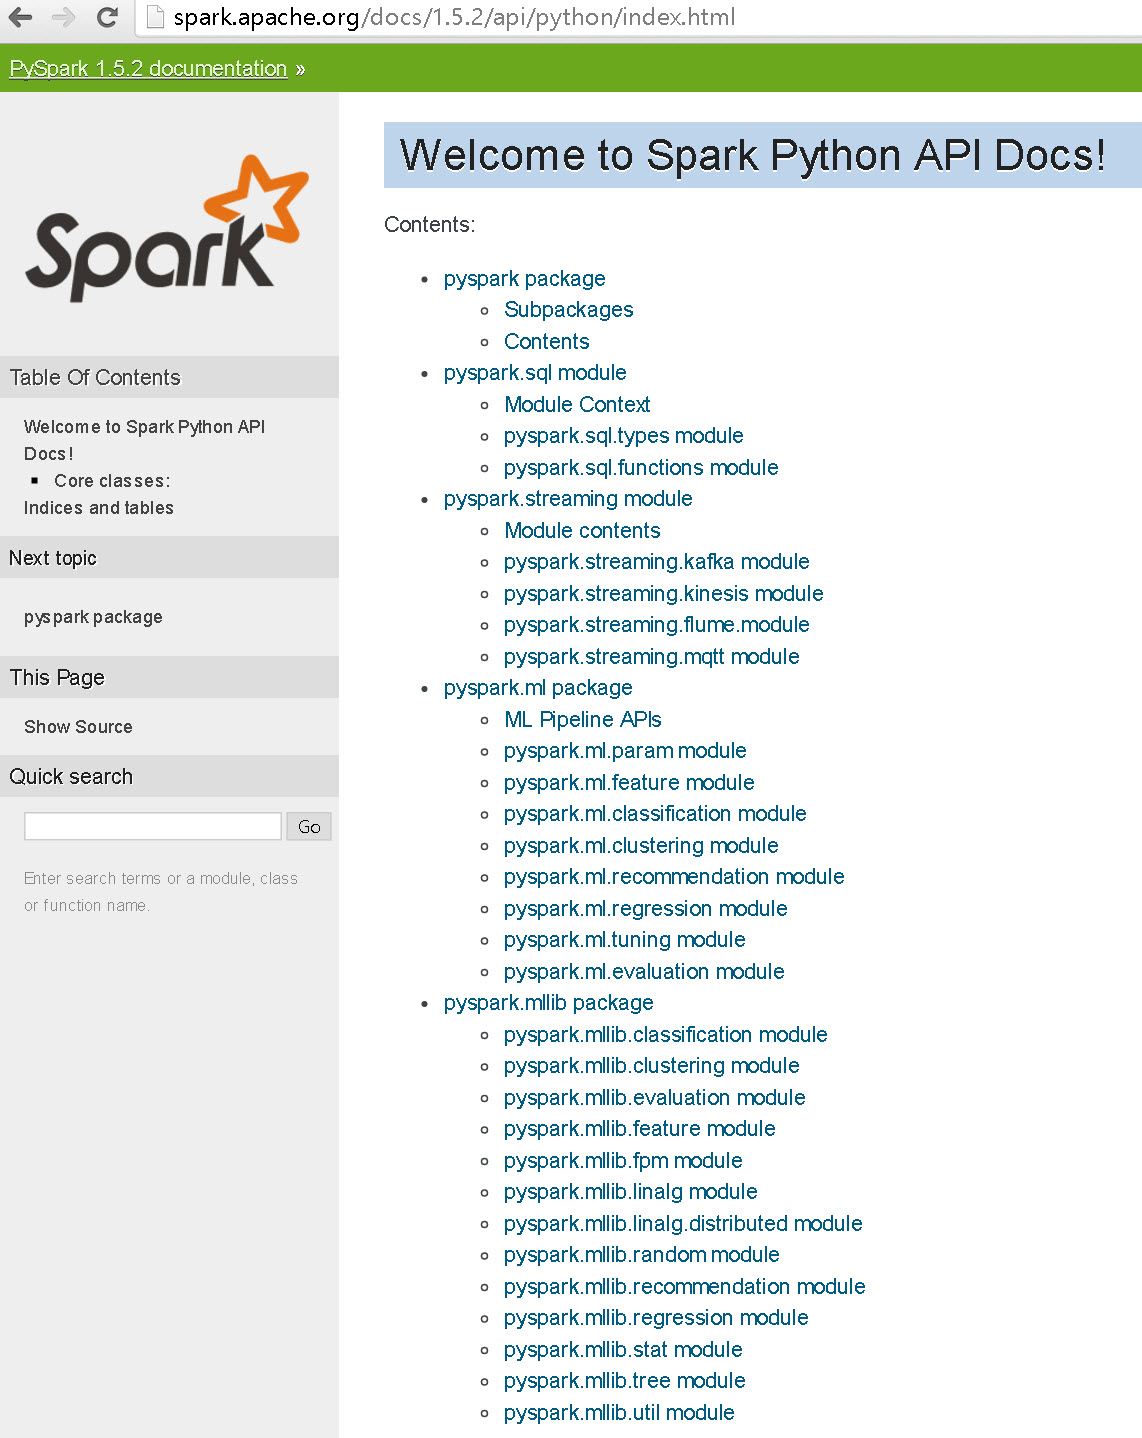 spark.apache.org/docs/1.5.2/api/python/index.html
PySpark 1.5.2 documentation »
Spark
Table Of Contents
Welcome to Spark Python API
Docs!
Core classes:
Indices and tables
Next topic
pyspark package
This Page
Show Source
Quick search
Go
Enter search terms or a module, class
or function name.
Welcome to Spark Python API Docs!
Contents:
pyspark package
Subpackages
Contents
pyspark.sql module
Module Context
pyspark.sql.types module
pyspark.sql.functions module
pyspark.streaming module
Module contents
pyspark.streaming.kafka module
pyspark.streaming.kinesis module
pyspark.streaming.flume.module
pyspark.streaming.mqtt module
pyspark.ml package
ML Pipeline APIs
pyspark.ml.param module
pyspark.ml.feature module
pyspark.ml.classification module
pyspark.ml.clustering module
pyspark.ml.recommendation module
pyspark.ml.regression module
pyspark.ml.tuning module
pyspark.ml.evaluation module
pyspark.mllib package
pyspark.mllib.classification module
pyspark.mllib.clustering module
pyspark.mllib.evaluation module
pyspark.mllib.feature module
pyspark.mllib.fpm module
pyspark.mllib.linalg module
pyspark.mllib.linalg.distributed module
pyspark.mllib.random module
pyspark.mllib.recommendation module
pyspark.mllib.regression module
pyspark.mllib.stat module
pyspark.mllib.tree module
pyspark.mllib.util module